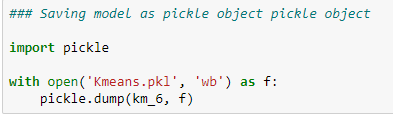 ### Saving model as pickle object pickle object
import pickle
with open('Kmeans.pkl', 'wb') as f:
    pickle.dump(km_6, f)